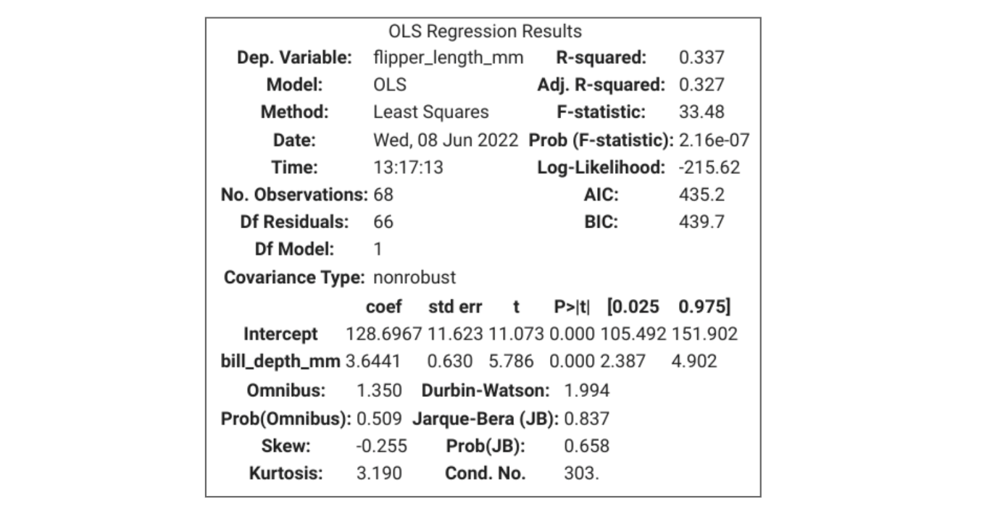 OLS Regression Results
Dep. Variable: flipper_length_mm R-squared: 0.337
Model: OLS Adj. R-squared: 0.327
Method: Least Squares F-statistic: 33.48
Date: Wed, 08 Jun 2022 Prob (F-statistic): 2.16e-07
Time: 13:17:13 Log-Likelihood: -215.62
No. Observations: 68 AIC: 435.2
Df Residuals: 66 BIC: 439.7
Df Model: 1
Covariance Type: nonrobust
coef std err t P>|t| [0.025 0.975]
Intercept 128.6967 11.623 11.073 0.000 105.492 151.902
bill_depth_mm 3.6441 0.630 5.786 0.000 2.387 4.902
Omnibus: 1.350 Durbin-Watson: 1.994
Prob(Omnibus): 0.509 Jarque-Bera (JB): 0.837
Skew: -0.255 Prob(JB): 0.658
Kurtosis: 3.190 Cond. No. 303.